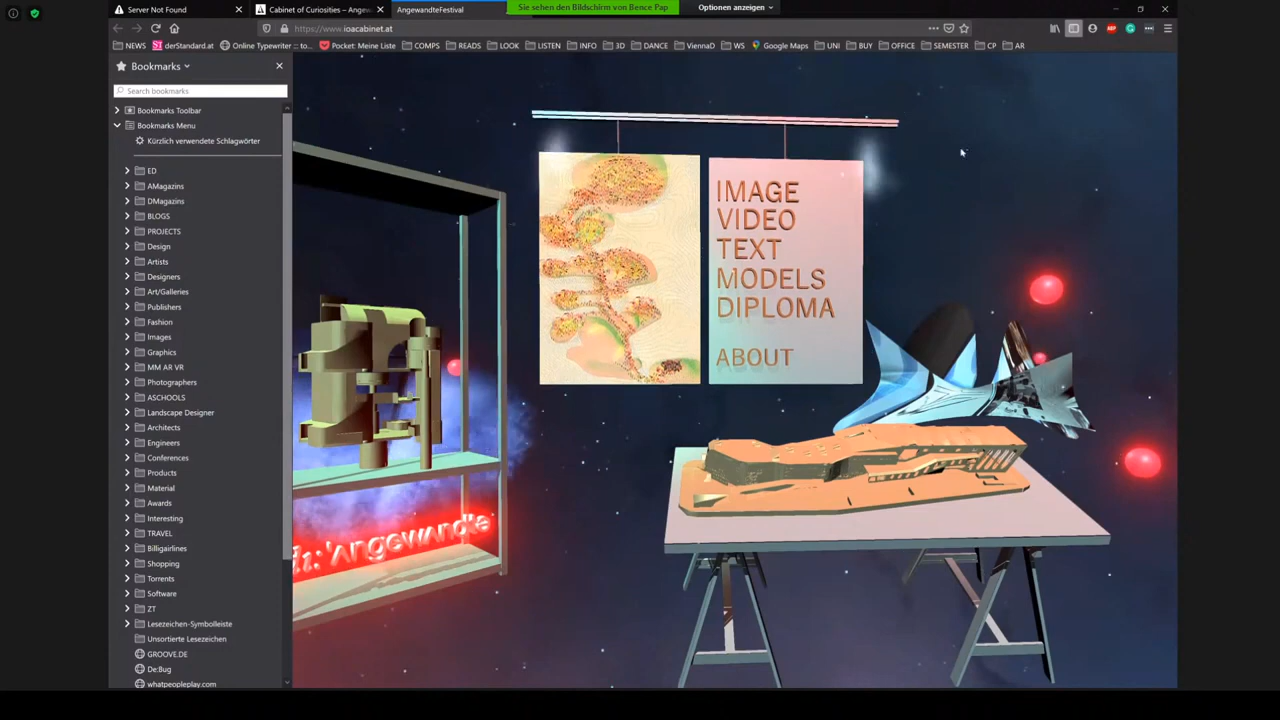 Server Not Found
Cabinet of Curiosities – Ange
AngewandteFestival
Sie sehen den Bildschirm von Bence Pap
Optionen anzeigen
https://www.ioacabinet.at
NEWS
derStandard.at
Online Typewriter :: to...
Pocket: Meine Liste
COMPS
READS
LOOK
LISTEN
INFO
3D
DANCE
ViennaD
WS
Google Maps
UNI
BUY
OFFICE
SEMESTER
CP
AR
Bookmarks
Search bookmarks
Bookmarks Toolbar
Bookmarks Menu
Kürzlich verwendete Schlagwörter
ED
AMagazins
DMagazins
BLOGS
PROJECTS
Design
Artists
Designers
Art/Galleries
Publishers
Fashion
Images
Graphics
MM AR VR
Photographers
ASCHOOLS
Landscape Designer
Architects
Engineers
Conferences
Products
Material
Awards
Interesting
TRAVEL
Billigairlines
Shopping
Torrents
Software
ZT
Lesezeichen-Symbolleiste
Unsortierte Lesezeichen
GROOVE.DE
De:Bug
whatpeopleplay.com
IMAGE
VIDEO
TEXT
MODELS
DIPLOMA
ABOUT
'Angewandte